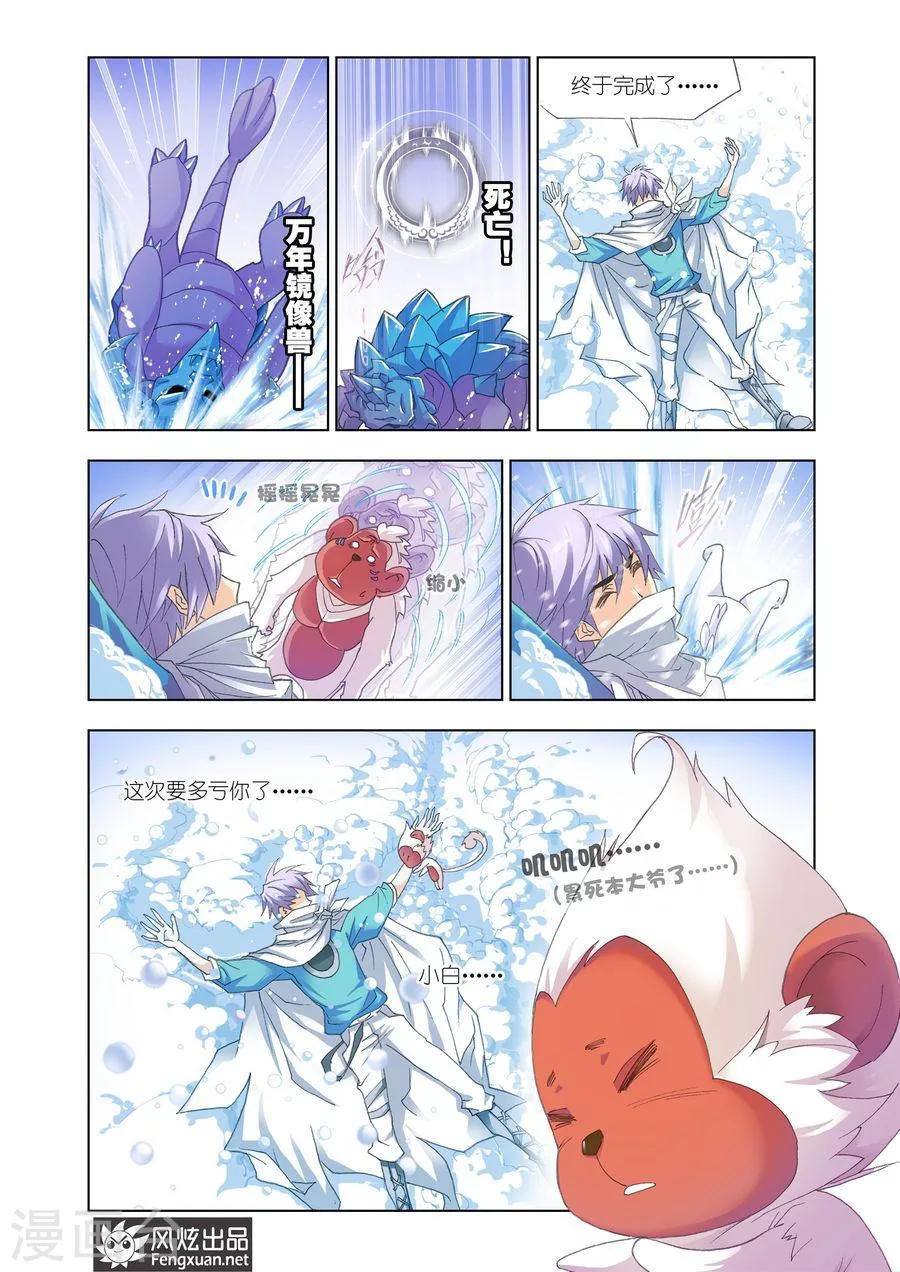 万年镜像兽——
死亡！
终于完成了……
摇摇晃晃
缩小
嘭！
这次要多亏你了……
小白……
吼吼吼……
（累死本大爷了……）
风炫出品
Fengxuan.net